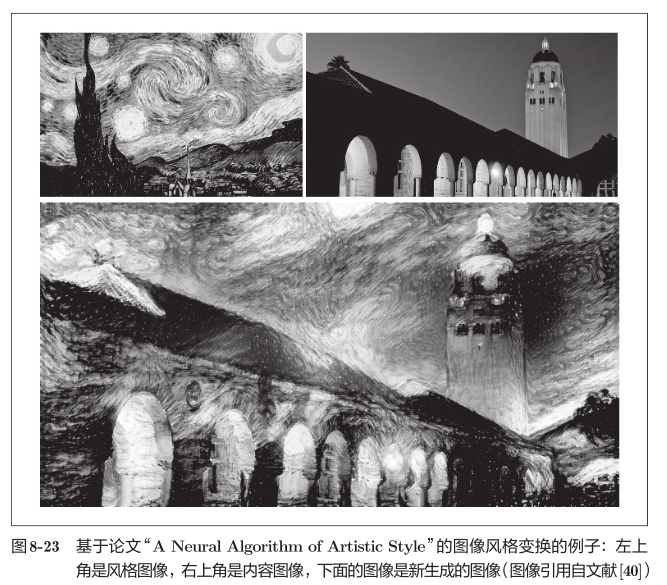 图8-23 基于论文“A Neural Algorithm of Artistic Style”的图像风格变换的例子：左上
角是风格图像，右上角是内容图像，下面的图像是新生成的图像（图像引用自文献[40]）